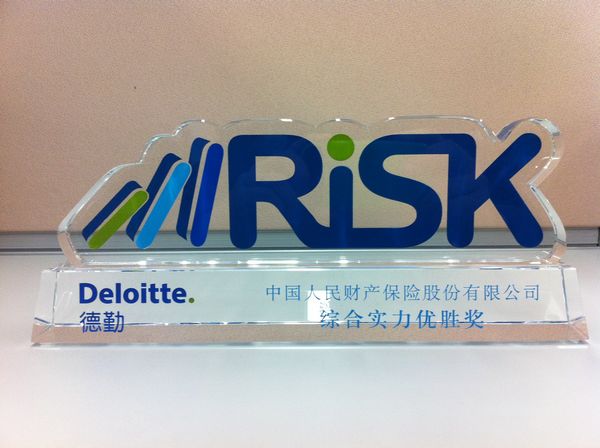 RiSK
Deloitte.
德勤
中国人民财产保险股份有限公司
综合实力优胜奖